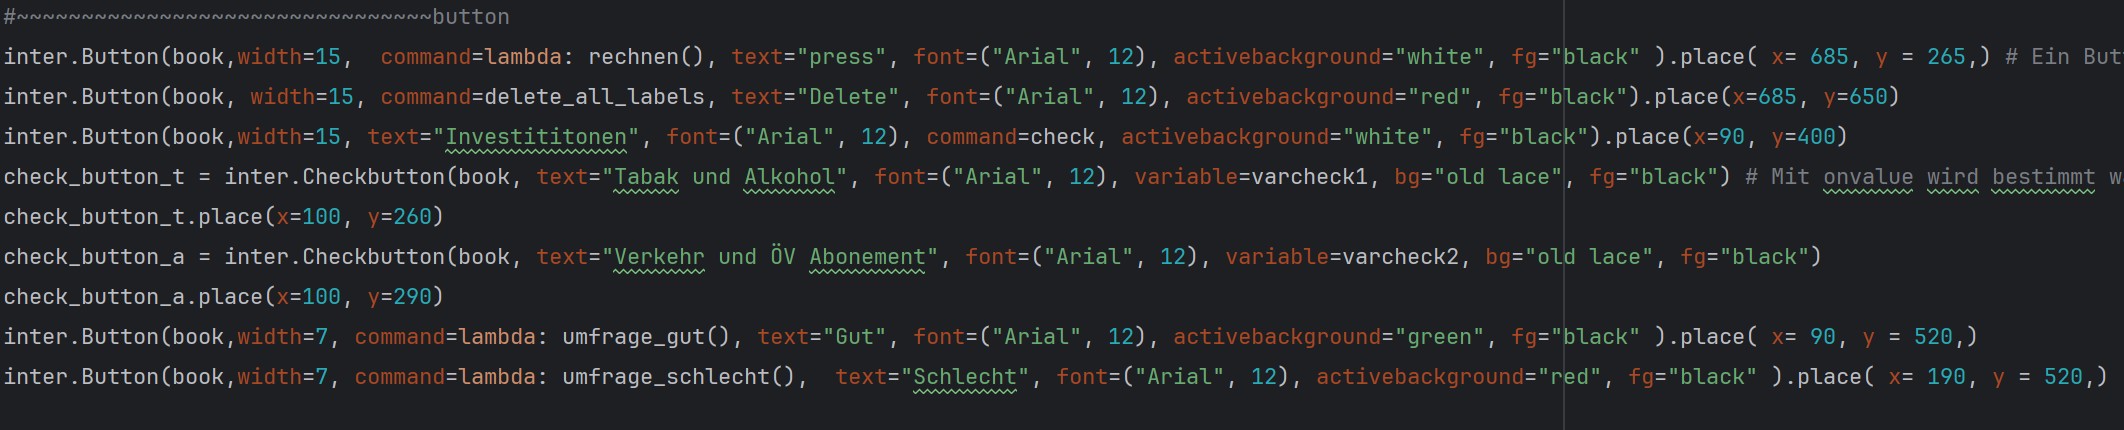 #~~~~~~~~~~~~~~~~~~~~~~~~~~~~~~~~button
inter.Button(book,width=15,  command=lambda: rechnen(), text="press", font=("Arial", 12), activebackground="white", fg="black" ).place( x= 685, y = 265,) # Ein
inter.Button(book, width=15, command=delete_all_labels, text="Delete", font=("Arial", 12), activebackground="red", fg="black").place(x=685, y=650)
inter.Button(book,width=15, text="Investititonen", font=("Arial", 12), command=check, activebackground="white", fg="black").place(x=90, y=400)
check_button_t = inter.Checkbutton(book, text="Tabak und Alkohol", font=("Arial", 12), variable=varcheck1, bg="old lace", fg="black") # Mit onvalue wird bestimmt
check_button_t.place(x=100, y=260)
check_button_a = inter.Checkbutton(book, text="Verkehr und ÖV Abonement", font=("Arial", 12), variable=varcheck2, bg="old lace", fg="black")
check_button_a.place(x=100, y=290)
inter.Button(book,width=7, command=lambda: umfrage_gut(), text="Gut", font=("Arial", 12), activebackground="green", fg="black" ).place( x= 90, y = 520,)
inter.Button(book,width=7, command=lambda: umfrage_schlecht(),  text="Schlecht", font=("Arial", 12), activebackground="red", fg="black" ).place( x= 190, y = 520,)